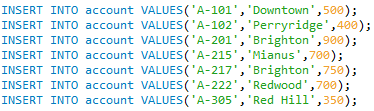 INSERT INTO account VALUES('A-101','Downtown',500);
INSERT INTO account VALUES('A-102','Perryridge',400);
INSERT INTO account VALUES('A-201','Brighton',900);
INSERT INTO account VALUES('A-215','Mianus',700);
INSERT INTO account VALUES('A-217','Brighton',750);
INSERT INTO account VALUES('A-222','Redwood',700);
INSERT INTO account VALUES('A-305','Red Hill',350);